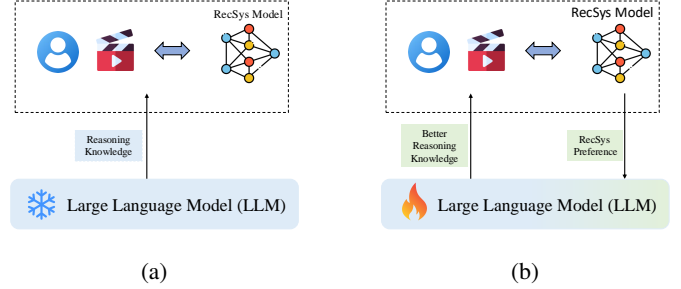 RecSys Model
Reasoning
Knowledge
Large Language Model (LLM)
(a)
RecSys Model
Better
Reasoning
Knowledge
RecSys
Preference
Large Language Model (LLM)
(b)